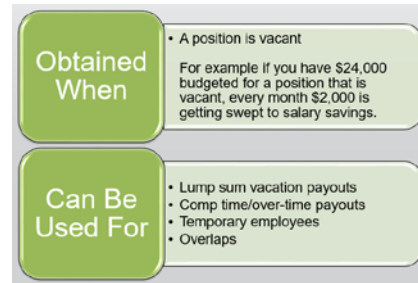 Obtained
When
• A position is vacant
For example if you have $24,000
budgeted for a position that is
vacant, every month $2,000 is
getting swept to salary savings.
Can Be
Used For
• Lump sum vacation payouts
• Comp time/over-time payouts
• Temporary employees
• Overlaps